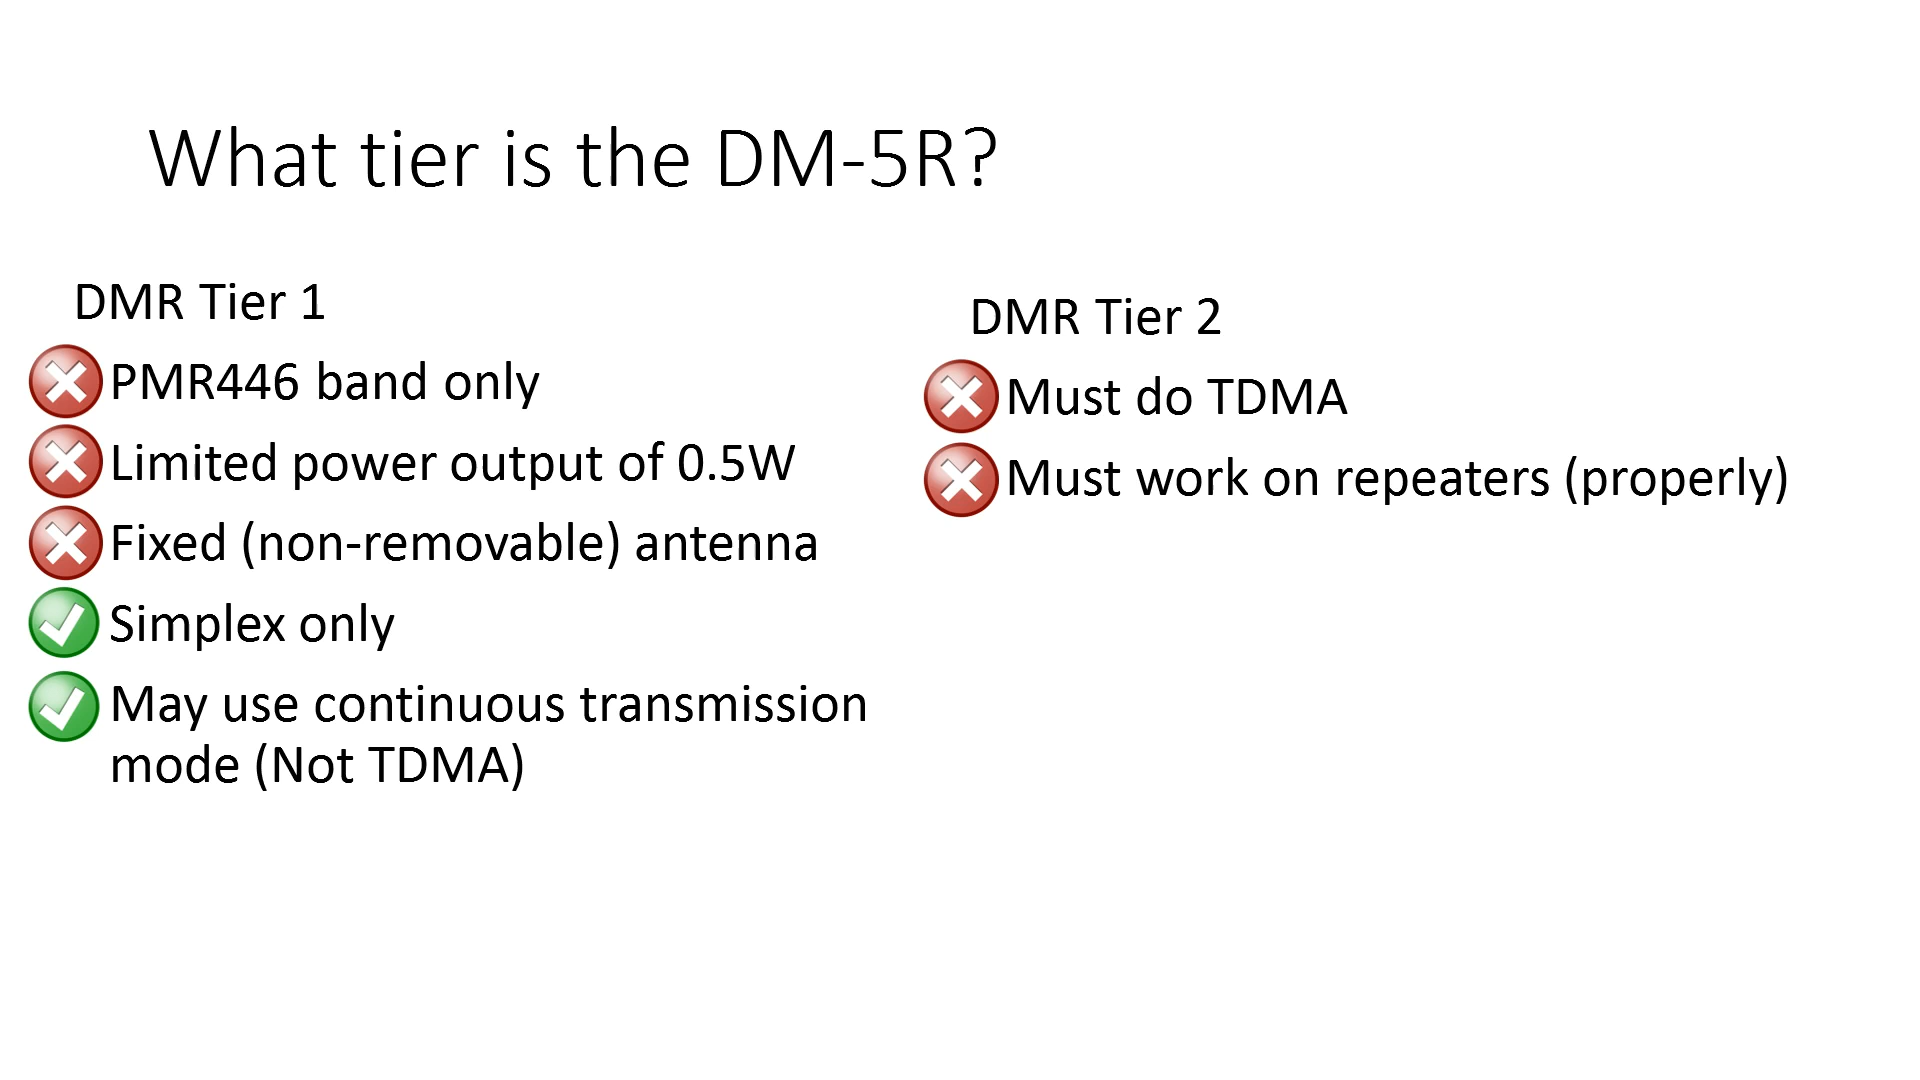 What tier is the DM-5R?
DMR Tier 1
PMR446 band only
Limited power output of 0.5W
Fixed (non-removable) antenna
Simplex only
May use continuous transmission
mode (Not TDMA)
DMR Tier 2
Must do TDMA
Must work on repeaters (properly)